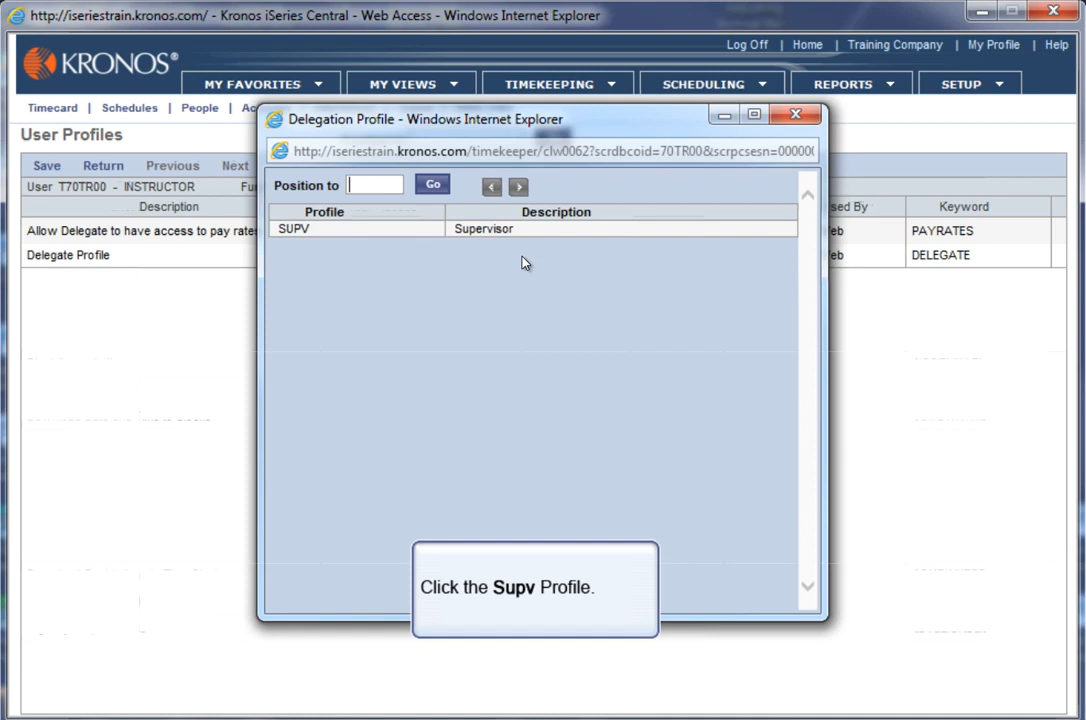 http://iseriestrain.kronos.com/ - Kronos iSeries Central - Web Access - Windows Internet Explorer
KRONOS®
Log Off | Home | Training Company | My Profile | Help
MY FAVORITES MY VIEWS TIMEKEEPING SCHEDULING REPORTS SETUP
Timecard | Schedules | People | Ac
User Profiles
Save Return Previous Next
User T70TR00 - INSTRUCTOR Fu
Description sed By Keyword
Allow Delegate to have access to pay rate eb PAYRATES
Delegate Profile eb DELEGATE
Delegation Profile - Windows Internet Explorer
http://iseriestrain.kronos.com/timekeeper/clw0062?scrdbcoid=70TR00&scrpcsesn=00000
Position to Go < >
Profile Description
SUPV Supervisor
Click the Supv Profile.